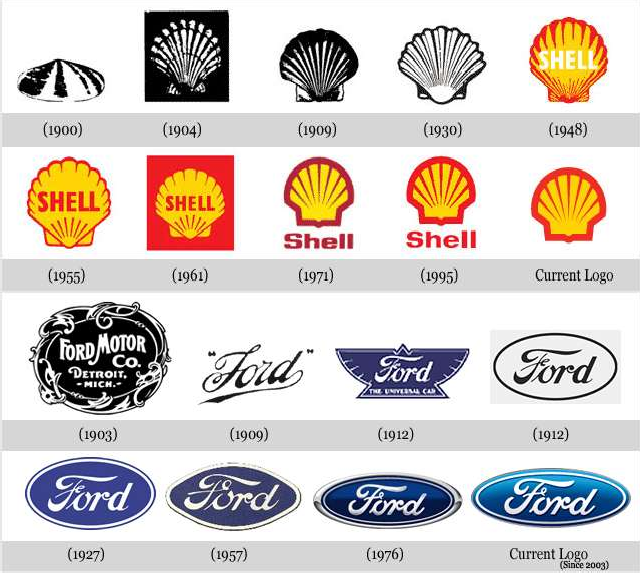 (1900) (1904) (1909) (1930) (1948)
SHELL
SHELL SHELL Shell Shell
(1955) (1961) (1971) (1995) Current Logo
FORD MOTOR
CO.
DETROIT,
-MICH.-
"Ford"
Ford
THE UNIVERSAL CAR
Ford
(1903) (1909) (1912) (1912)
Ford Ford Ford Ford
(1927) (1957) (1976) Current Logo
(Since 2003)